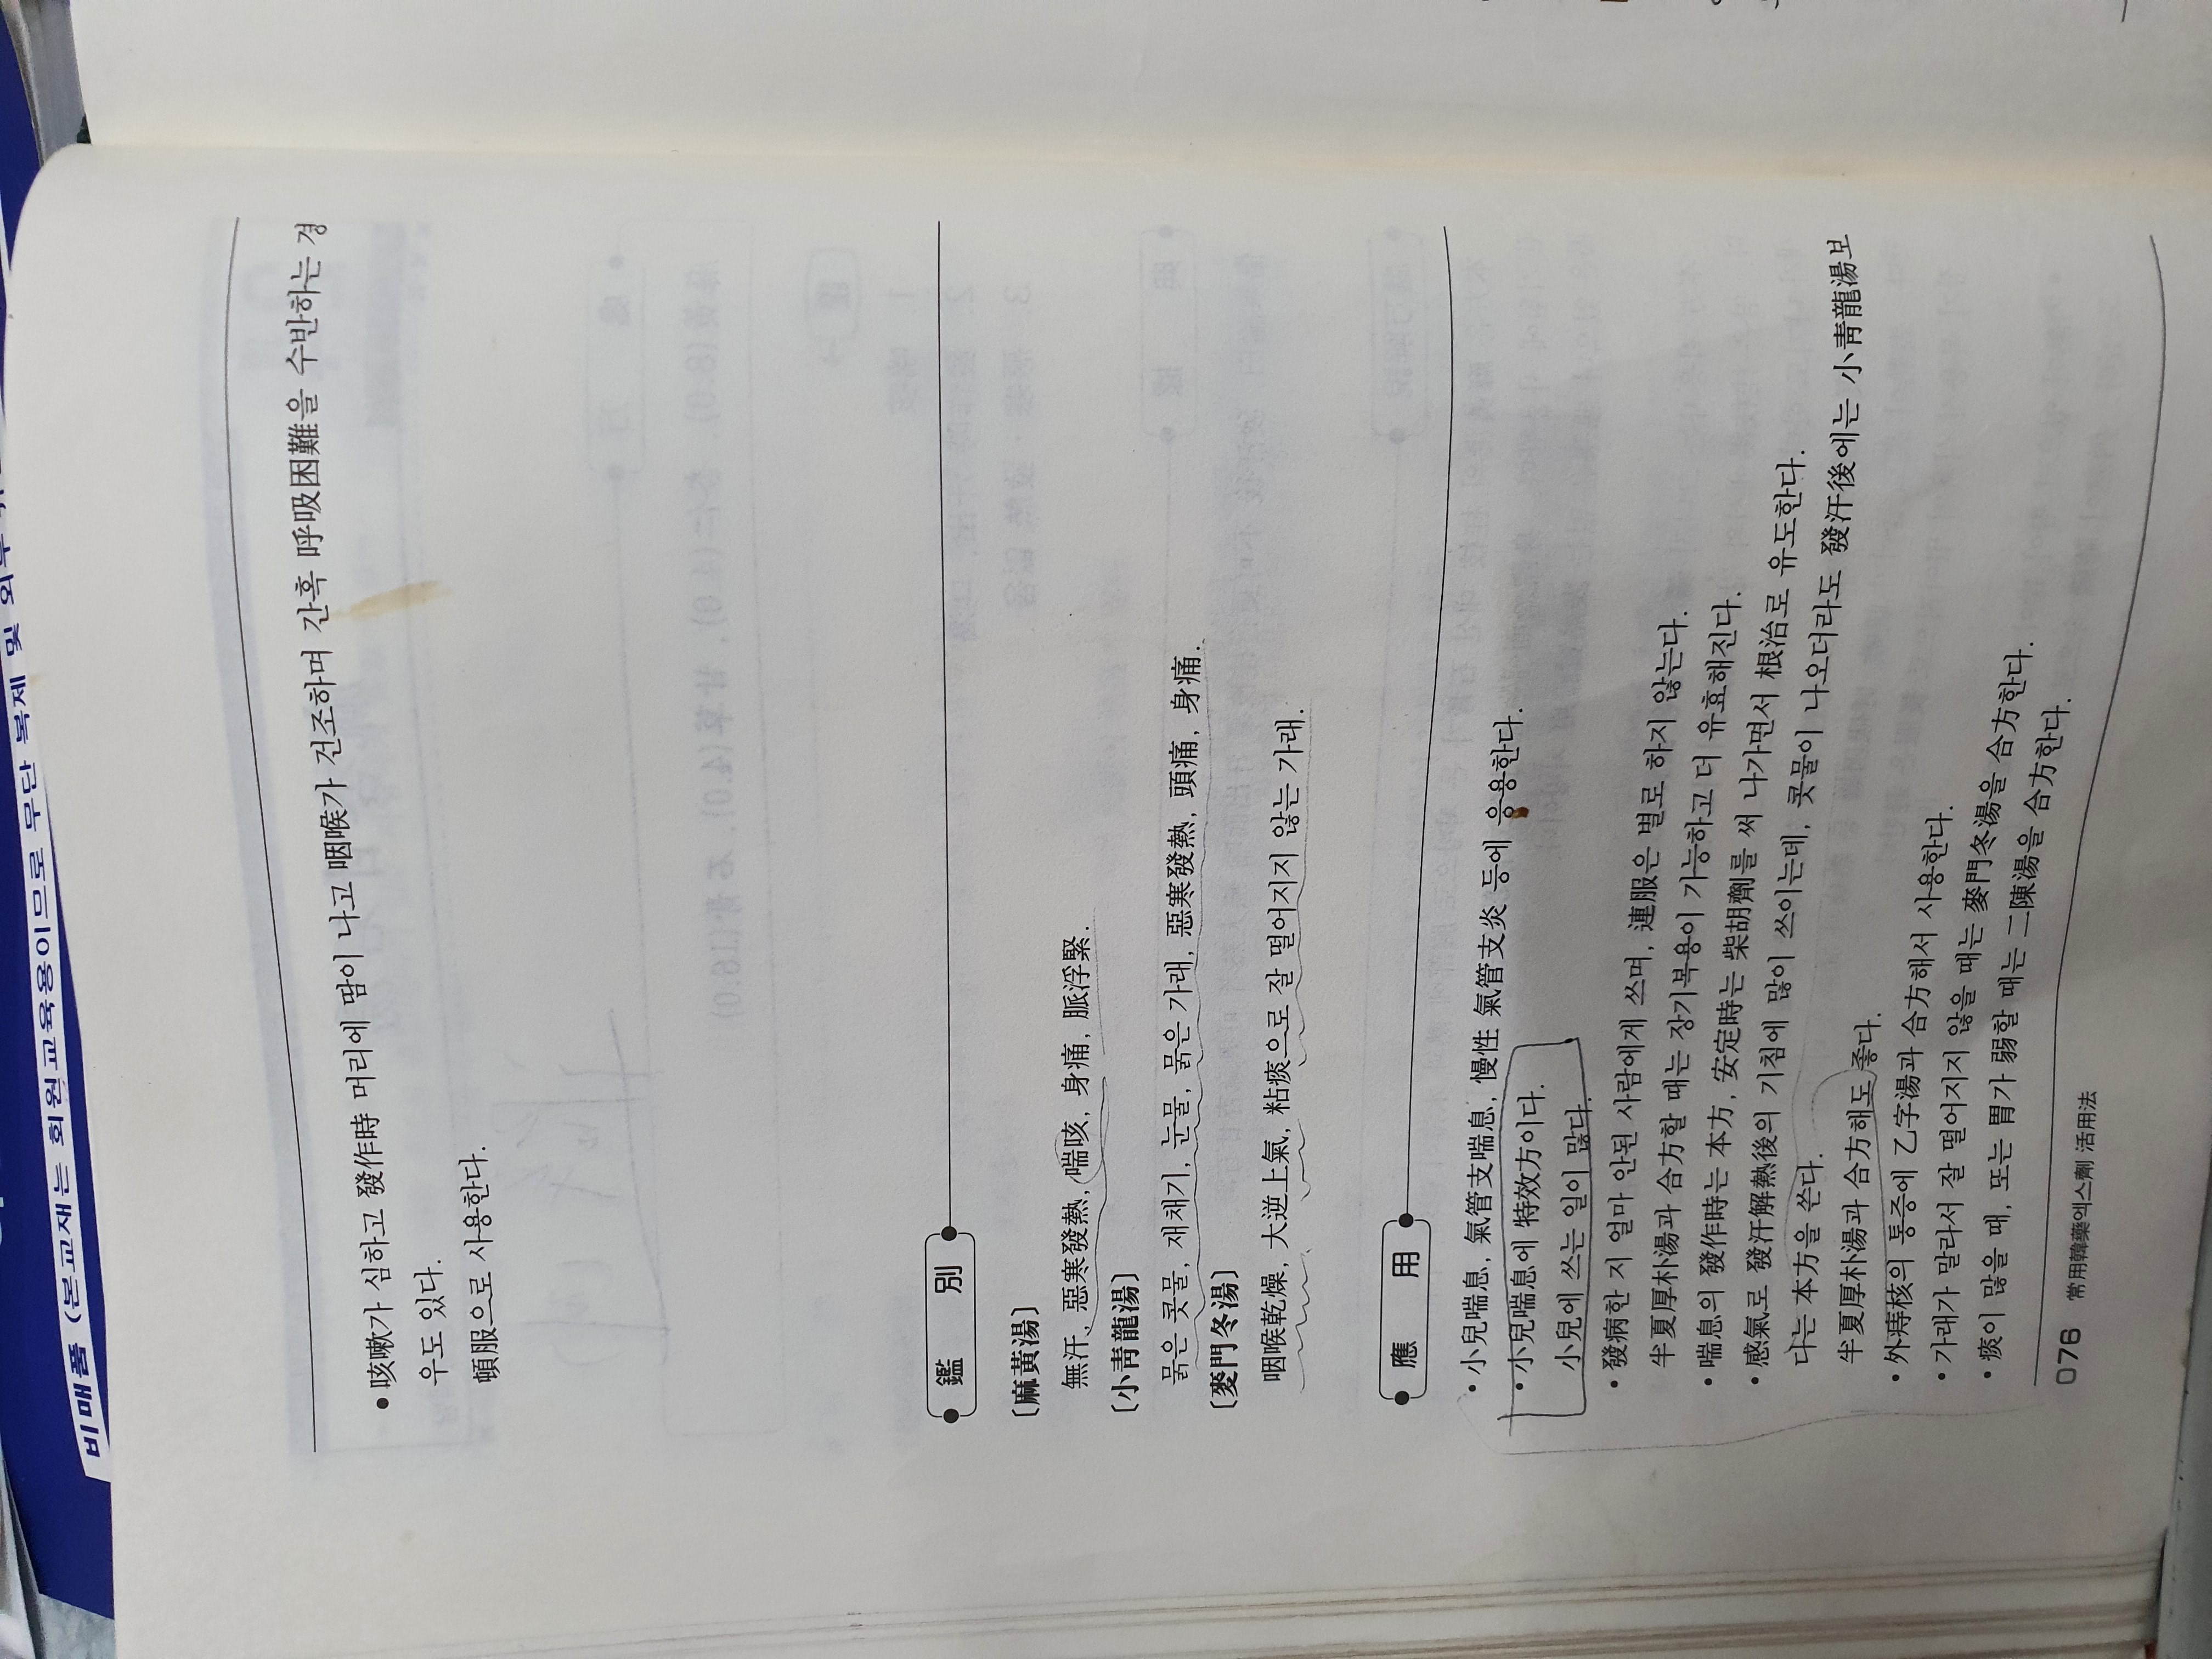 비매품 (본교재는 회원교육용이므로 무단 복제 및
• 咳嗽가 심하고 發作時 머리에 땀이 나고 咽喉가 건조하며 간혹 呼吸困難을 수반하는 경
우도 있다.
頓服으로 사용한다.
鑑 別
[麻黃湯]
無汗, 惡寒發熱, 喘咳, 身痛, 脈浮緊.
[小靑龍湯]
묽은 콧물, 재채기, 눈물, 묽은 가래, 惡寒發熱, 頭痛, 身痛.
[麥門冬湯]
咽喉乾燥, 大逆上氣, 粘痰으로 잘 떨어지지 않는 가래.
應 用
• 小兒喘息, 氣管支喘息, 慢性 氣管支炎 등에 응용한다.
• 小兒喘息에 特效方이다.
小兒에 쓰는 일이 많다.
• 發病한 지 얼마 안된 사람에게 쓰며, 連服은 별로 하지 않는다.
半夏厚朴湯과 合方할 때는 장기복용이 가능하고 더 유효해진다.
• 喘息의 發作時는 本方, 安定時는 柴胡劑를 써 나가면서 根治로 유도한다.
• 感氣로 發汗解熱後의 기침에 많이 쓰이는데, 콧물이 나오더라도 發汗後에는 小靑龍湯보
다는 本方을 쓴다.
半夏厚朴湯과 合方해도 좋다.
• 外痔核의 통증에 乙字湯과 合方해서 사용한다.
• 가래가 말라서 잘 떨어지지 않을 때는 麥門冬湯을 合方한다.
• 痰이 많을 때, 또는 胃가 弱할 때는 二陳湯을 合方한다.
076 常用韓藥엑스劑 活用法